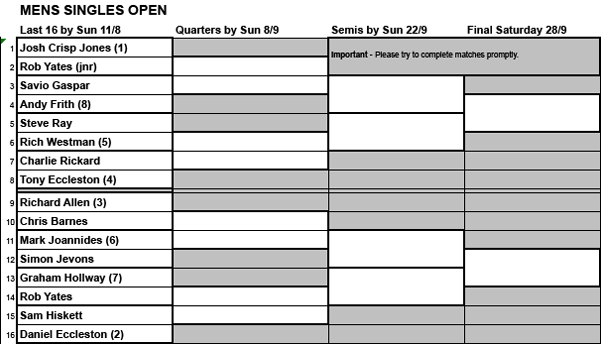 MENS SINGLES OPEN
Last 16 by Sun 11/8 Quarters by Sun 8/9 Semis by Sun 22/9 Final Saturday 28/9
1 Josh Crisp Jones (1)
Important - Please try to complete matches promptly.
2 Rob Yates (jnr)
3 Savio Gaspar
4 Andy Frith (8)
5 Steve Ray
6 Rich Westman (5)
7 Charlie Rickard
8 Tony Eccleston (4)
9 Richard Allen (3)
10 Chris Barnes
11 Mark Joannides (6)
12 Simon Jevons
13 Graham Hollway (7)
14 Rob Yates
15 Sam Hiskett
16 Daniel Eccleston (2)